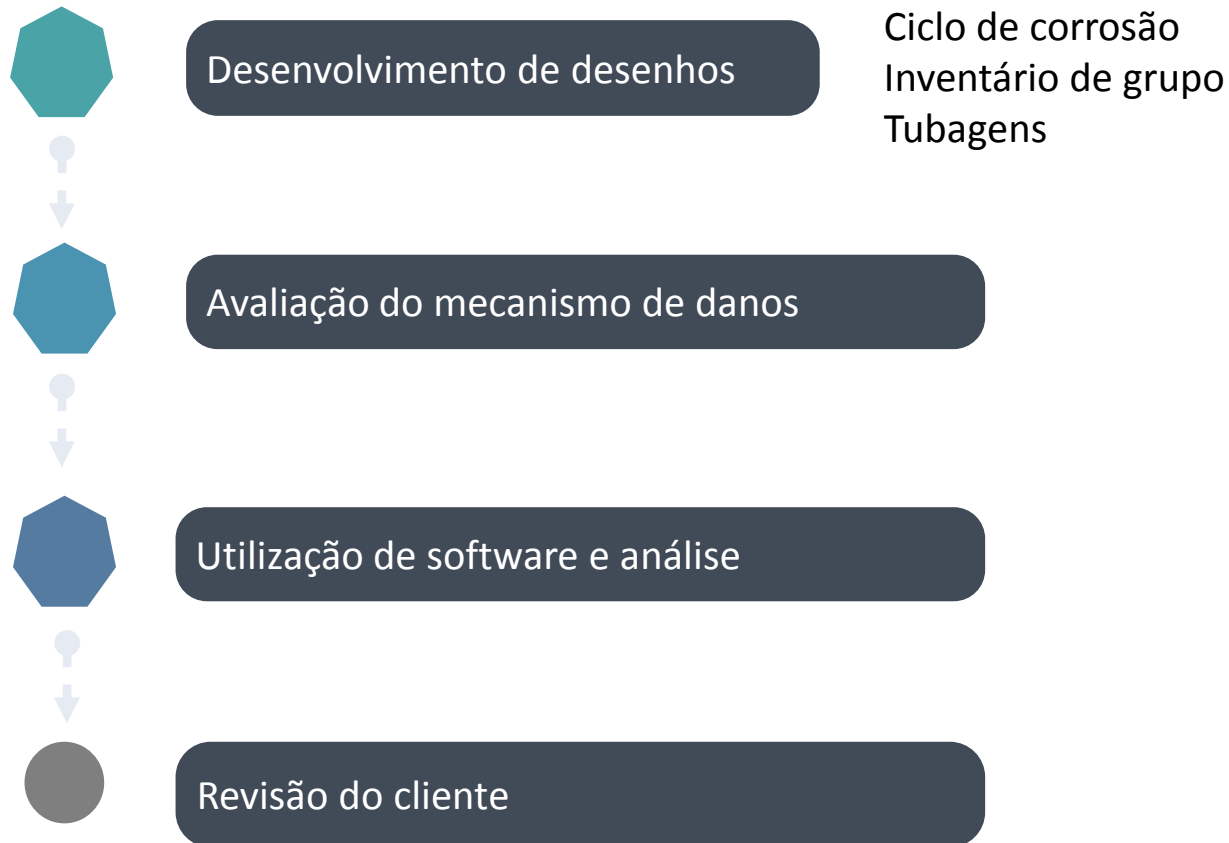 Desenvolvimento de desenhos
Ciclo de corrosão
Inventário de grupo
Tubagens
Avaliação do mecanismo de danos
Utilização de software e análise
Revisão do cliente